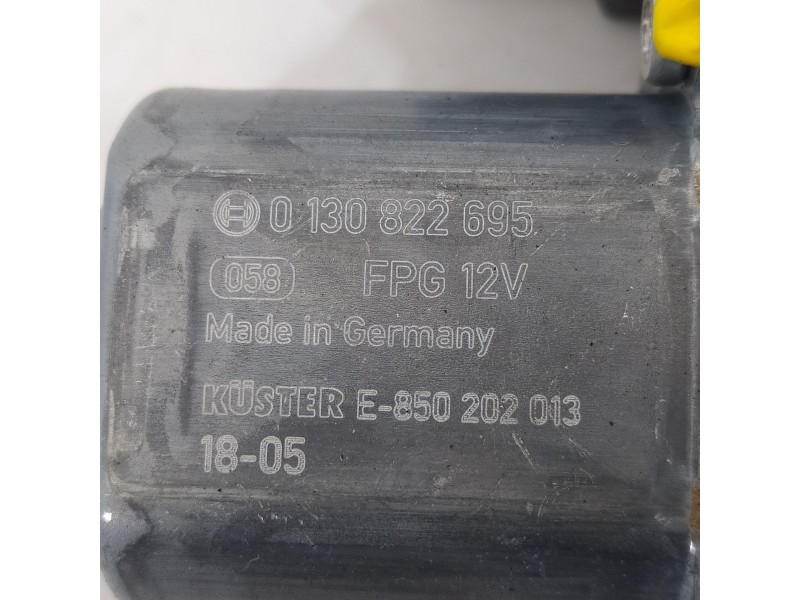 0 130 822 695
058 FPG 12V
Made in Germany
KÜSTER E-850 202 013
18-05